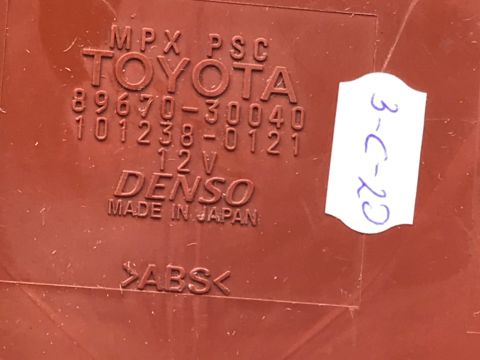 MPX PSC
TOYOTA
89670-30040
101238-0121
12V
DENSO
MADE IN JAPAN
>ABS<
3-C-20